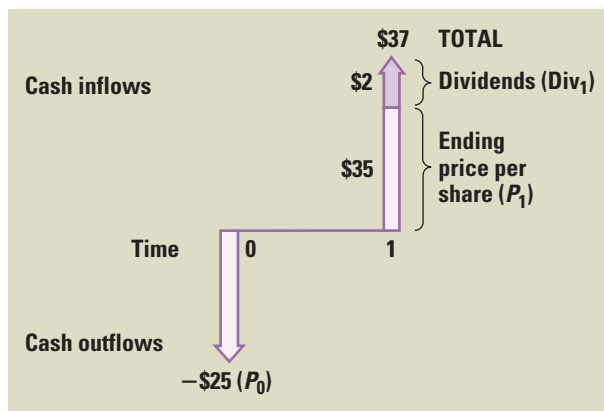 $37 TOTAL
Cash inflows
$2
Dividends (Div₁)
$35
Ending
price per
share (P₁)
Time 0 1
Cash outflows
−$25 (P₀)